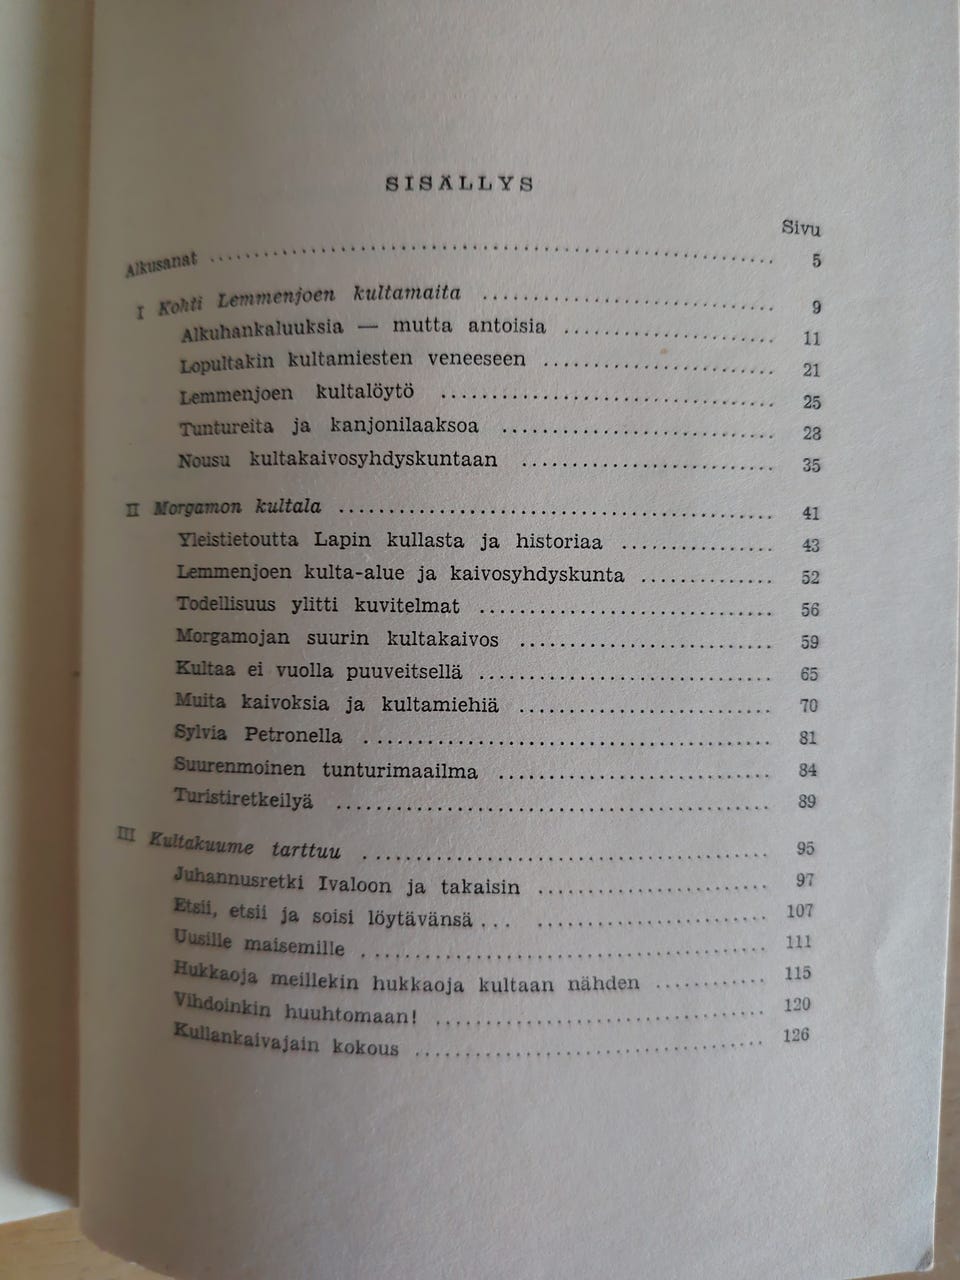 SISÄLLYS
Sivu
Alkusanat ........................................................ 5
I Kohti Lemmenjoen kultamaita .............................. 9
Alkuhankaluuksia — mutta antoisia ..................... 11
Lopultakin kultamiesten veneeseen ....................... 21
Lemmenjoen kultalöytö .................................. 25
Tuntureita ja kanjonilaaksoa ........................... 28
Nousu kultakaivosyhdyskuntaan ......................... 35
II Morgamon kultala ............................................ 41
Yleistietoutta Lapin kullasta ja historiaa ............... 43
Lemmenjoen kulta-alue ja kaivosyhdyskunta ............. 52
Todellisuus ylitti kuvitelmat .............................. 56
Morgamojan suurin kultakaivos .......................... 59
Kultaa ei vuolla puuveitsellä .............................. 65
Muita kaivoksia ja kultamiehiä .......................... 70
Sylvia Petronella .......................................... 81
Suurenmoinen tunturimaailma ........................... 84
Turistiretkeilyä ............................................ 89
III Kultakuume tarttuu .......................................... 95
Juhannusretki Ivaloon ja takaisin ........................ 97
Etsii, etsii ja soisi löytävänsä ... ........................ 107
Uusille maisemille .......................................... 111
Hukkaoja meillekin hukkaoja kultaan nähden ............ 115
Vihdoinkin huuhtomaan! .................................. 120
Kullankaivajain kokous .................................... 126